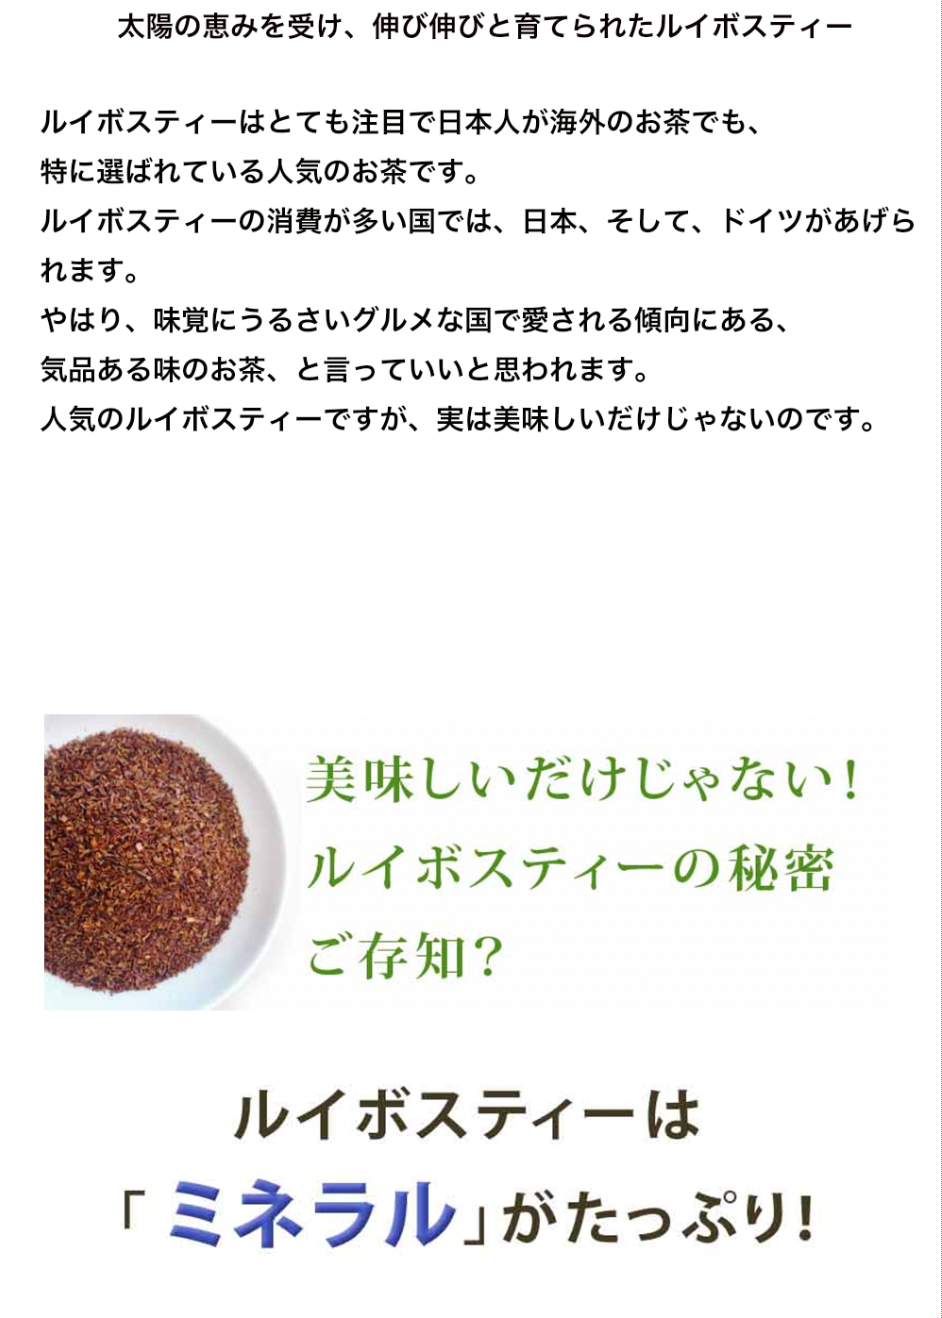 太陽の恵みを受け、伸び伸びと育てられたルイボスティー
ルイボスティーはとても注目で日本人が海外のお茶でも、
特に選ばれている人気のお茶です。
ルイボスティーの消費が多い国では、日本、そして、ドイツがあげら
れます。
やはり、味覚にうるさいグルメな国で愛される傾向にある、
気品ある味のお茶、と言っていいと思われます。
人気のルイボスティーですが、実は美味しいだけじゃないのです。
美味しいだけじゃない!
ルイボスティーの秘密
ご存知?
ルイボスティーは
「ミネラル」がたっぷり!